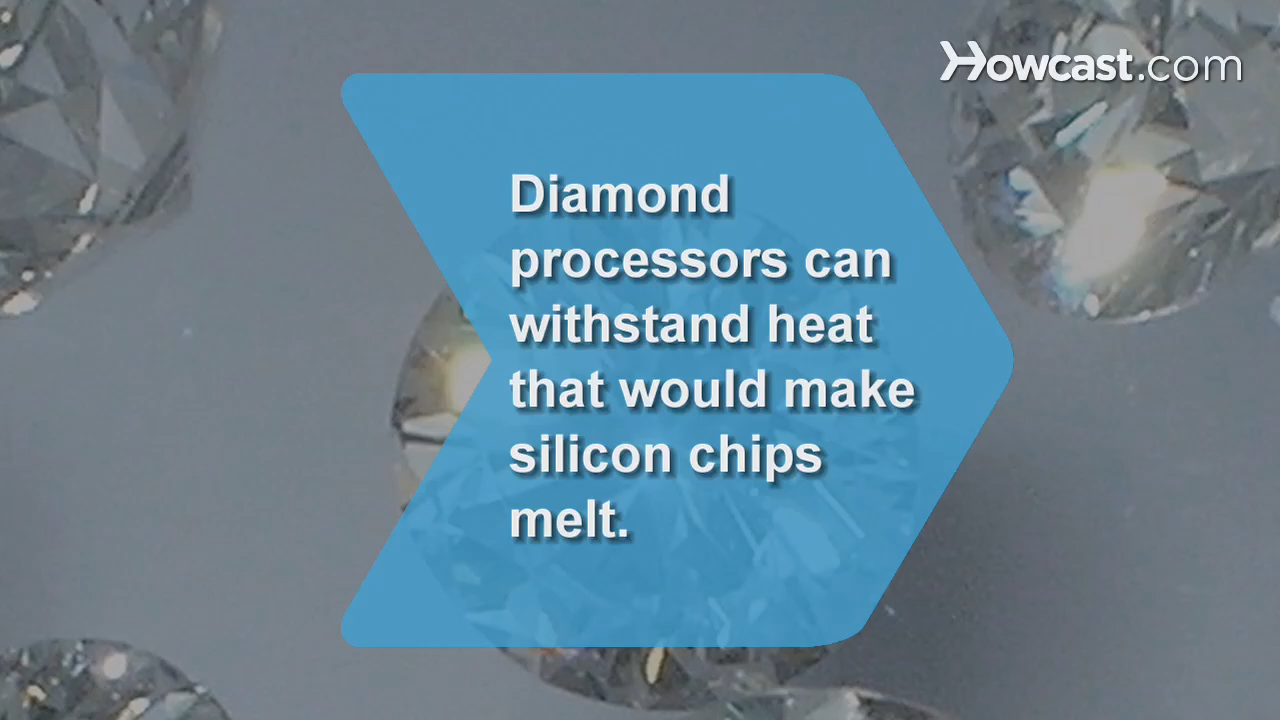 Howcast.com
Diamond
processors can
withstand heat
that would make
silicon chips
melt.